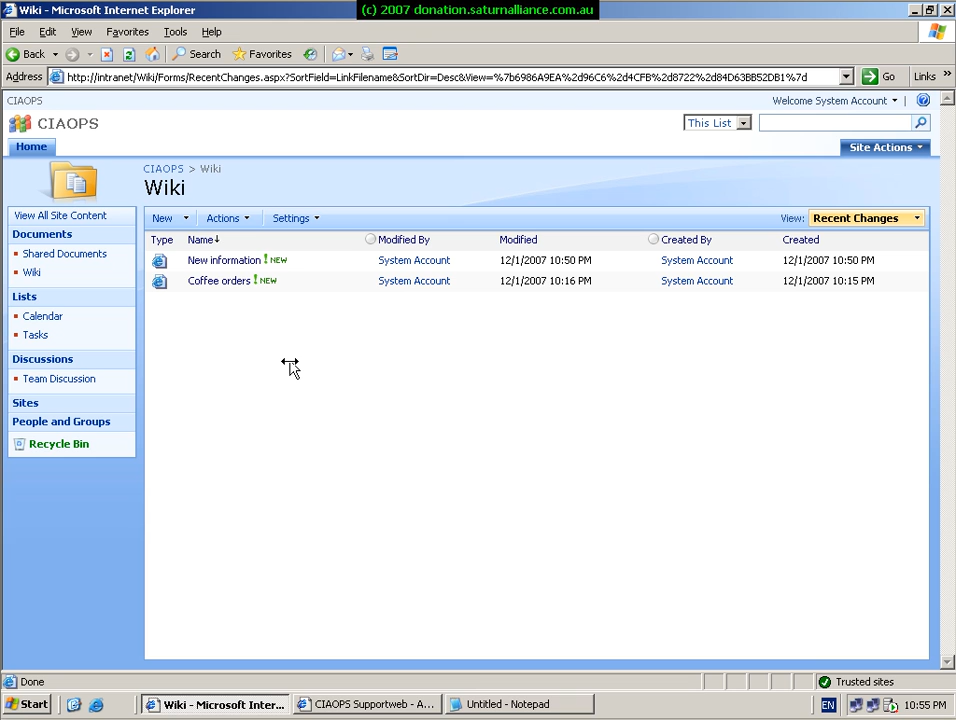 Wiki - Microsoft Internet Explorer
(c) 2007 donation.saturnalliance.com.au
File Edit View Favorites Tools Help
Back Search Favorites
Address http://intranet/Wiki/Forms/RecentChanges.aspx?SortField=LinkFilename&SortDir=Desc&View=%7b6986A9EA%2d96C6%2d4CFB%2d8722%2d84D63BB52DB1%7d Go Links »
CIAOPS Welcome System Account
CIAOPS This List
Home Site Actions
CIAOPS > Wiki
Wiki
View All Site Content
Documents
Shared Documents
Wiki
Lists
Calendar
Tasks
Discussions
Team Discussion
Sites
People and Groups
Recycle Bin
New Actions Settings View: Recent Changes
Type Name Modified By Modified Created By Created
New information ! NEW System Account 12/1/2007 10:50 PM System Account 12/1/2007 10:50 PM
Coffee orders ! NEW System Account 12/1/2007 10:16 PM System Account 12/1/2007 10:15 PM
Done Trusted sites
Start Wiki - Microsoft Inter... CIAOPS Supportweb - A... Untitled - Notepad EN 10:55 PM